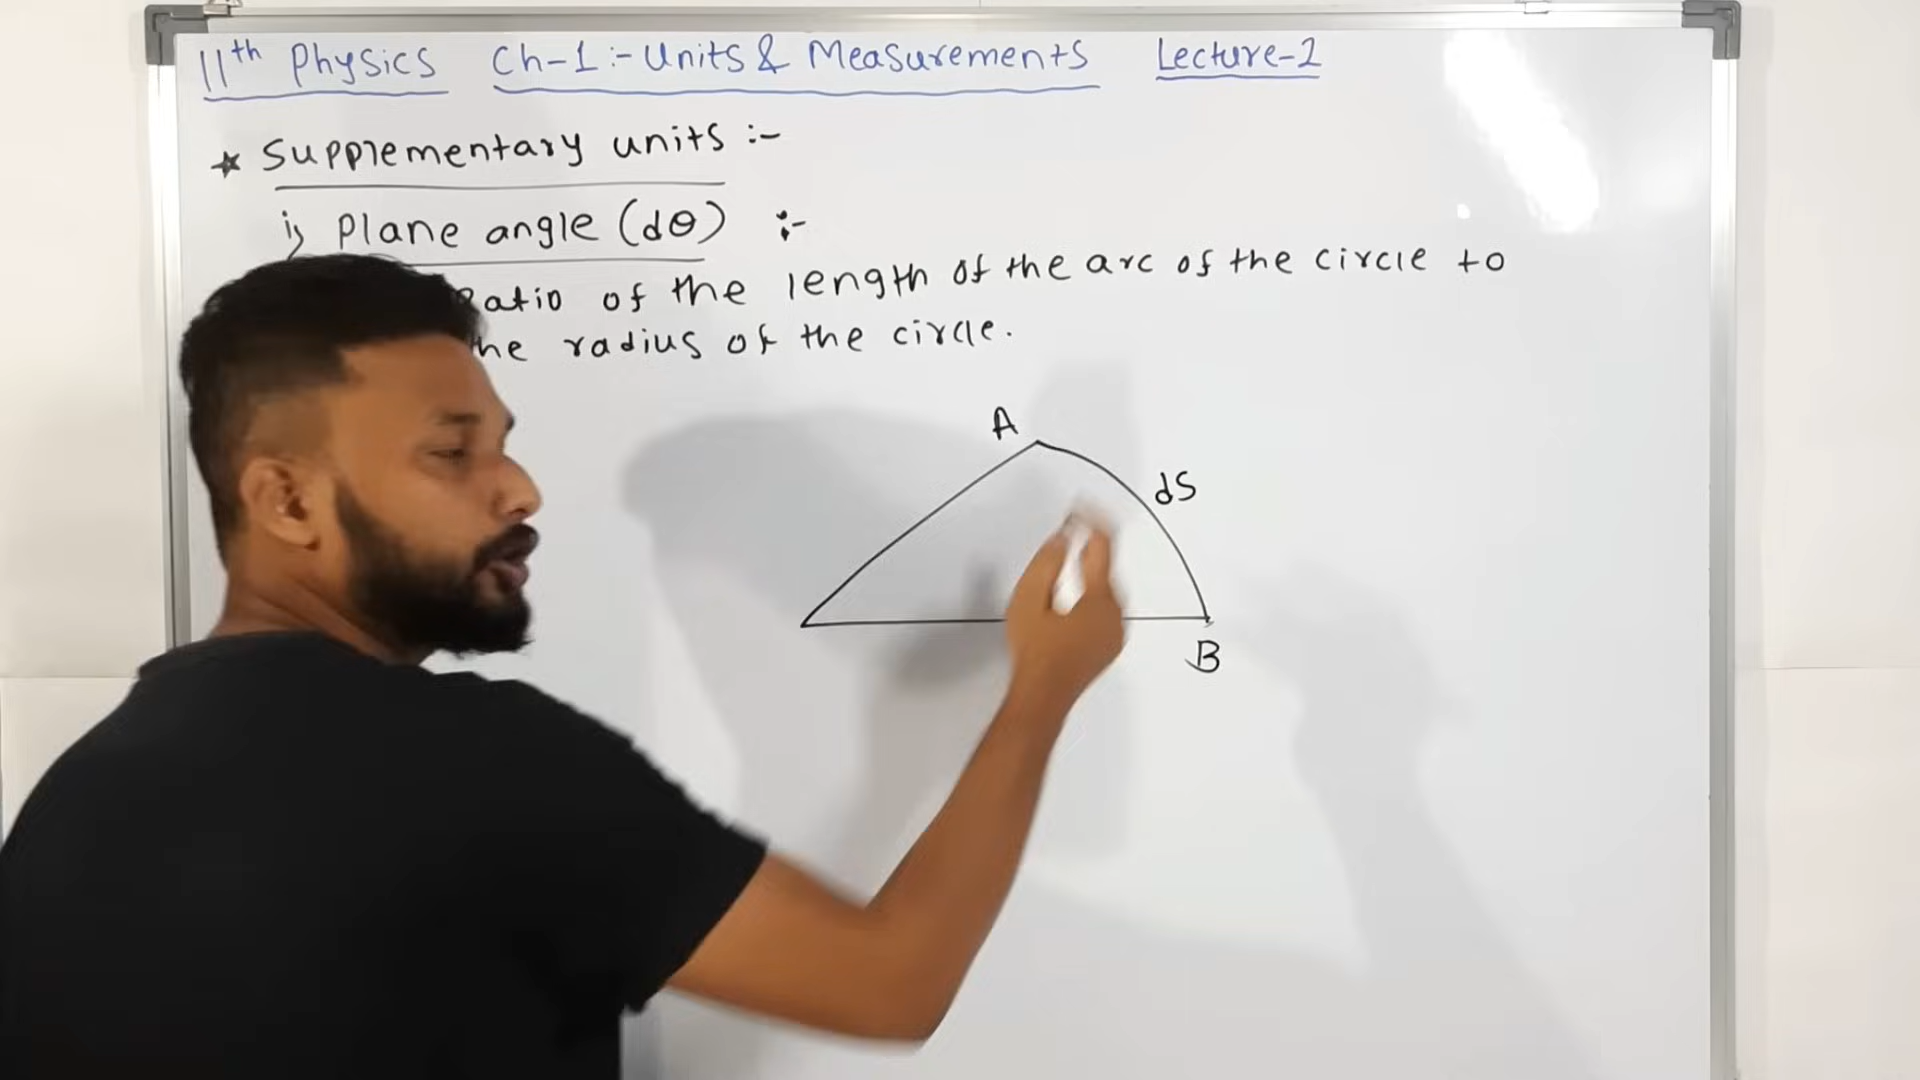 11th Physics Ch-1:- Units & Measurements Lecture-2
* Supplementary units :-
i) Plane angle (dθ) :-
Ratio of the length of the arc of the circle to
he radius of the circle.
A
dS
B